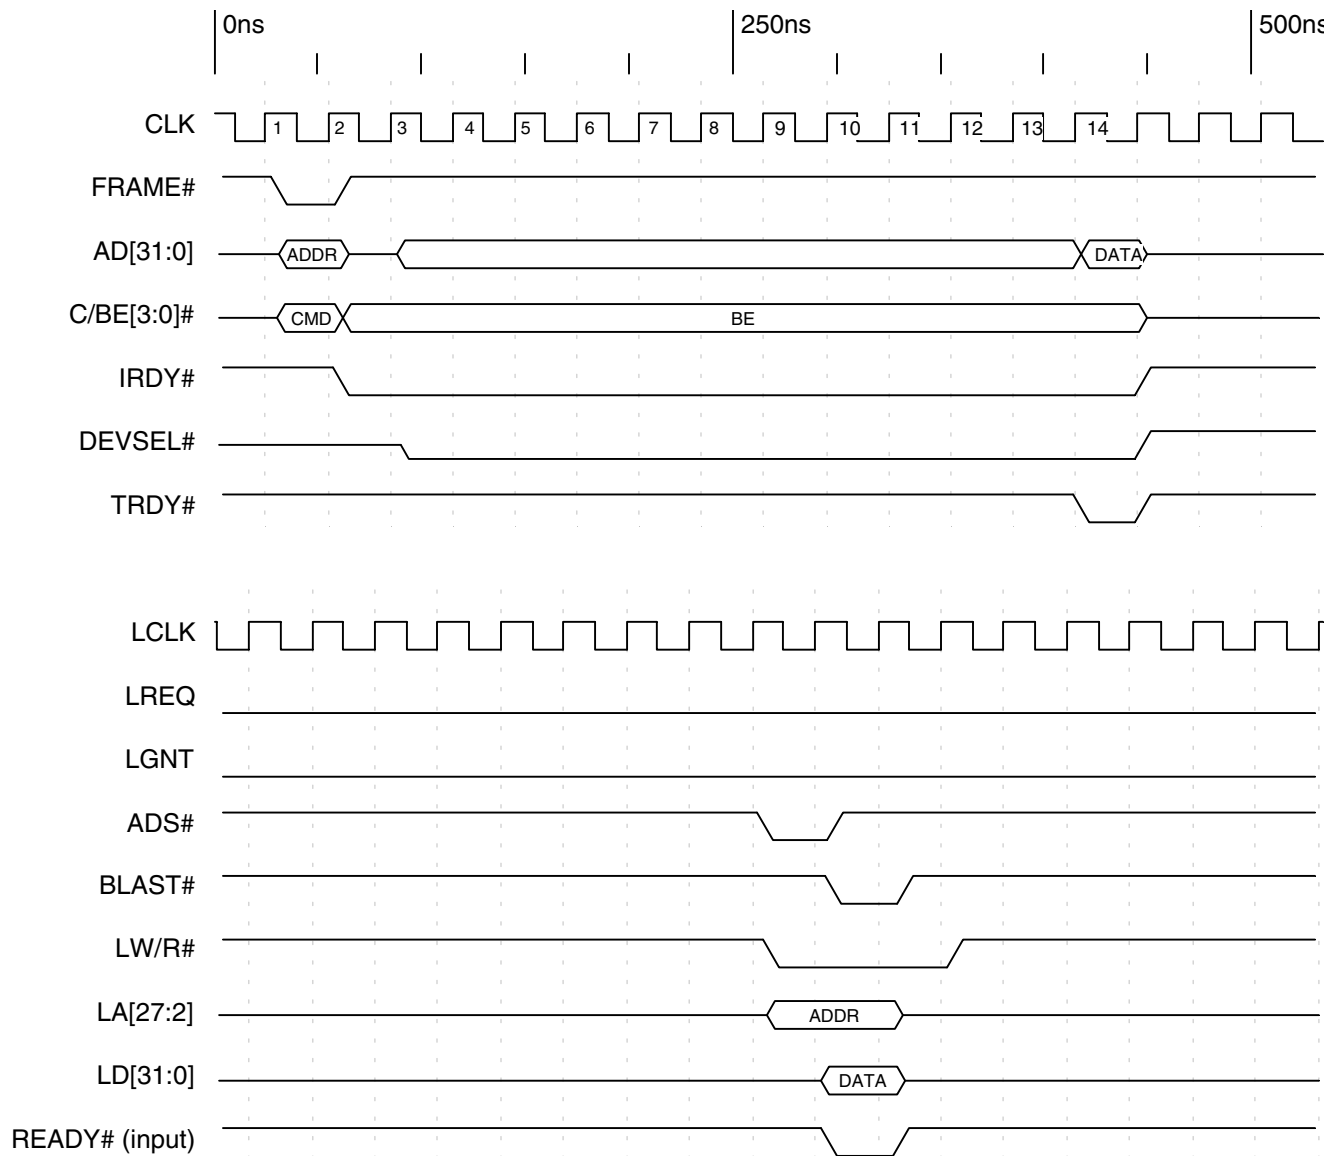 0ns 250ns 500ns
CLK 1 2 3 4 5 6 7 8 9 10 11 12 13 14
FRAME#
AD[31:0] ADDR DATA
C/BE[3:0]# CMD BE
IRDY#
DEVSEL#
TRDY#
LCLK
LREQ
LGNT
ADS#
BLAST#
LW/R#
LA[27:2] ADDR
LD[31:0] DATA
READY# (input)